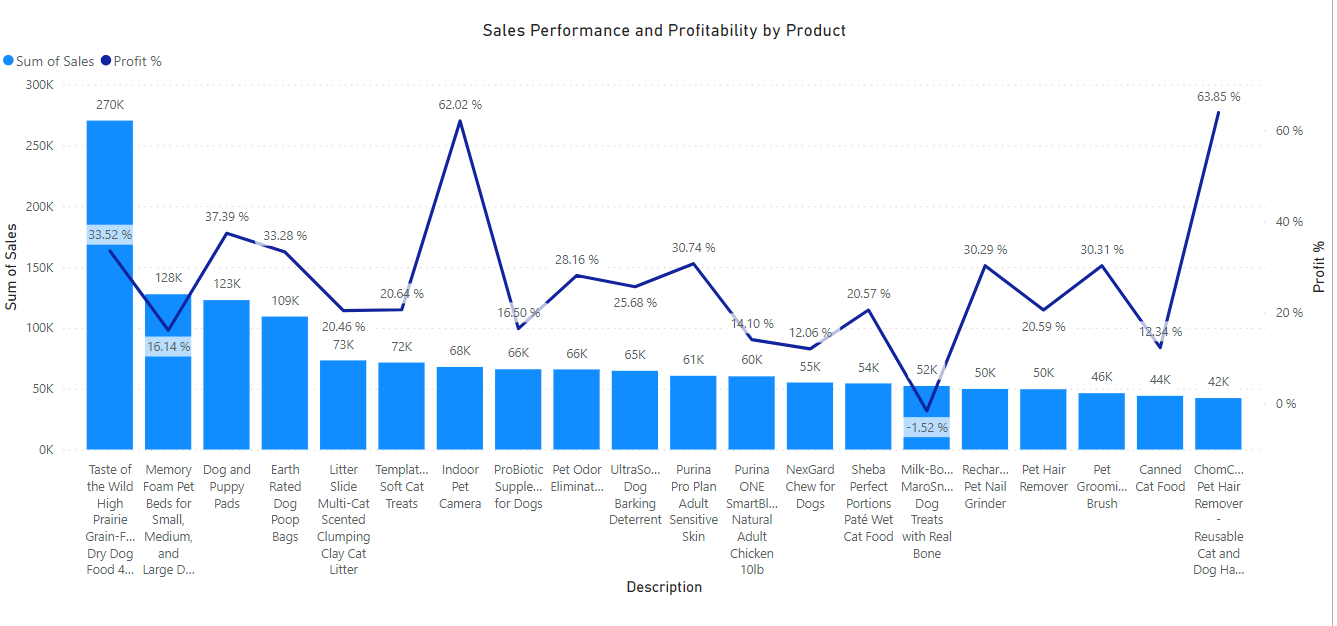 Sales Performance and Profitability by Product
Sum of Sales Profit %
300K
250K
200K
150K
100K
50K
0K
Sum of Sales
60 %
40 %
20 %
0 %
Profit %
270K
128K
123K
109K
73K
72K
68K
66K
66K
65K
61K
60K
55K
54K
52K
50K
50K
46K
44K
42K
33.52 %
16.14 %
37.39 %
33.28 %
20.46 %
20.64 %
62.02 %
16.50 %
28.16 %
25.68 %
30.74 %
14.10 %
12.06 %
20.57 %
-1.52 %
30.29 %
20.59 %
30.31 %
12.34 %
63.85 %
Taste of
the Wild
High
Prairie
Grain-F...
Dry Dog
Food 4...
Memory
Foam Pet
Beds for
Small,
Medium,
and
Large D...
Dog and
Puppy
Pads
Earth
Rated
Dog
Poop
Bags
Litter
Slide
Multi-Cat
Scented
Clumping
Clay Cat
Litter
Templat...
Soft Cat
Treats
Indoor
Pet
Camera
ProBiotic
Supple...
for Dogs
Pet Odor
Eliminat...
UltraSo...
Dog
Barking
Deterrent
Purina
Pro Plan
Adult
Sensitive
Skin
Purina
ONE
SmartBl...
Natural
Adult
Chicken
10lb
NexGard
Chew for
Dogs
Sheba
Perfect
Portions
Paté Wet
Cat Food
Milk-Bo...
MaroSn...
Dog
Treats
with Real
Bone
Rechar...
Pet Nail
Grinder
Pet Hair
Remover
Pet
Groomi...
Brush
Canned
Cat Food
ChomC...
Pet Hair
Remover
-
Reusable
Cat and
Dog Ha...
Description